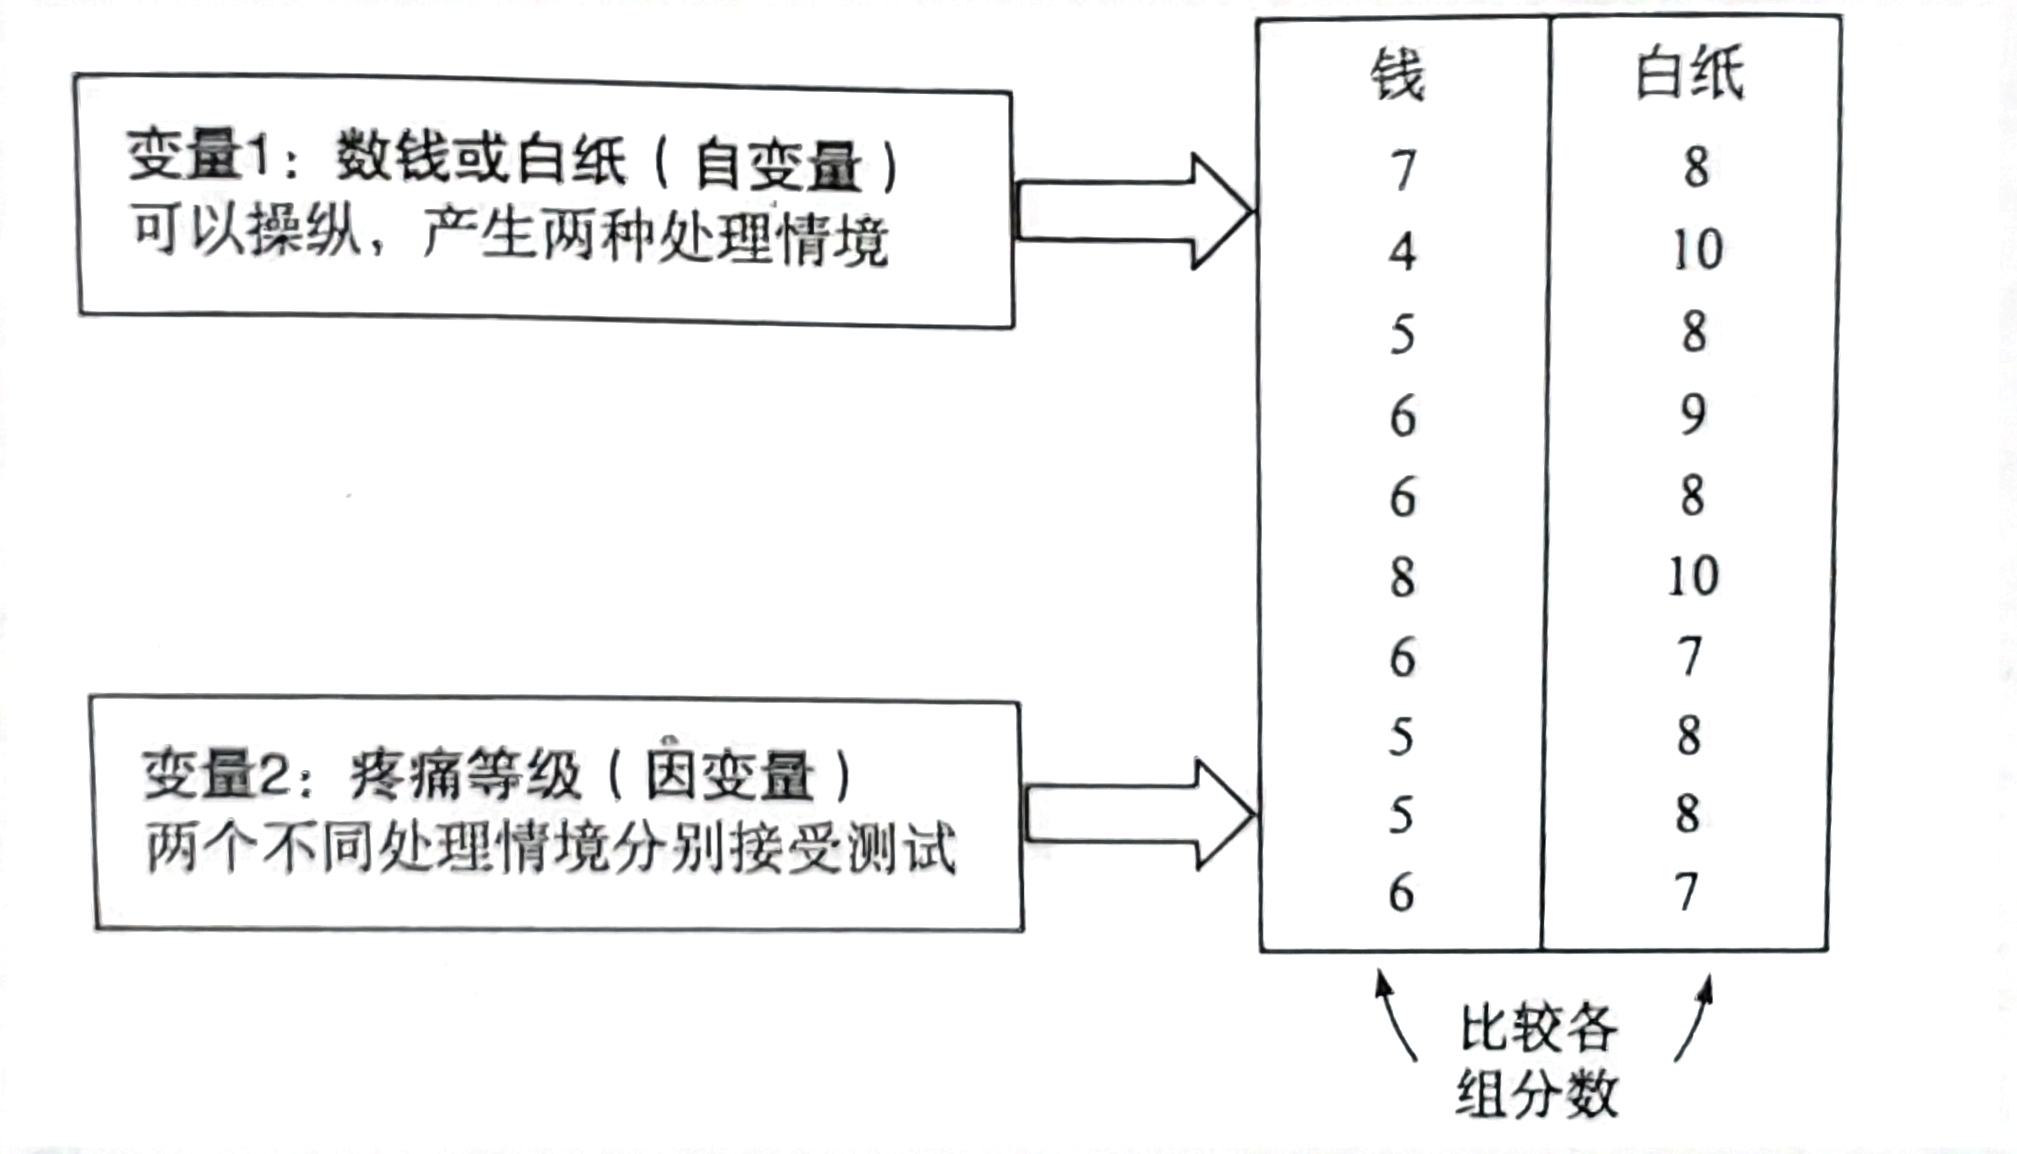 变量1：数钱或白纸（自变量）
可以操纵，产生两种处理情境
变量2：疼痛等级（因变量）
两个不同处理情境分别接受测试
钱 白纸
7 8
4 10
5 8
6 9
6 8
8 10
6 7
5 8
5 8
6 7
比较各
组分数